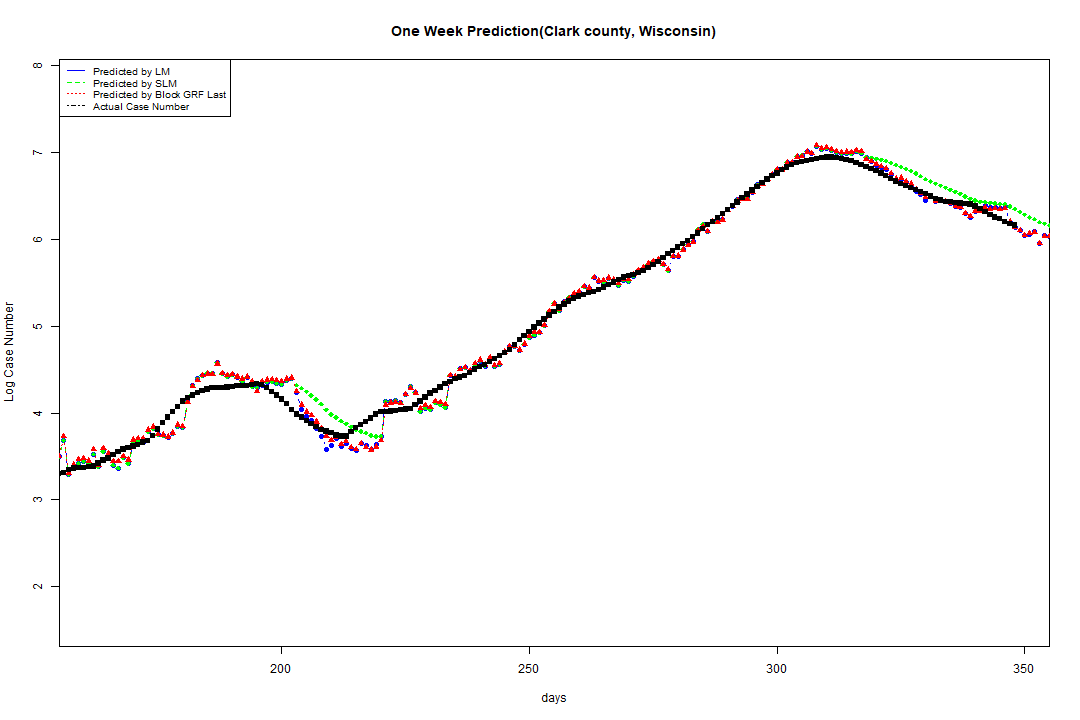 One Week Prediction(Clark county, Wisconsin)
Predicted by LM
Predicted by SLM
Predicted by Block GRF Last
Actual Case Number
8
7
6
5
4
3
2
Log Case Number
200 250 300 350
days